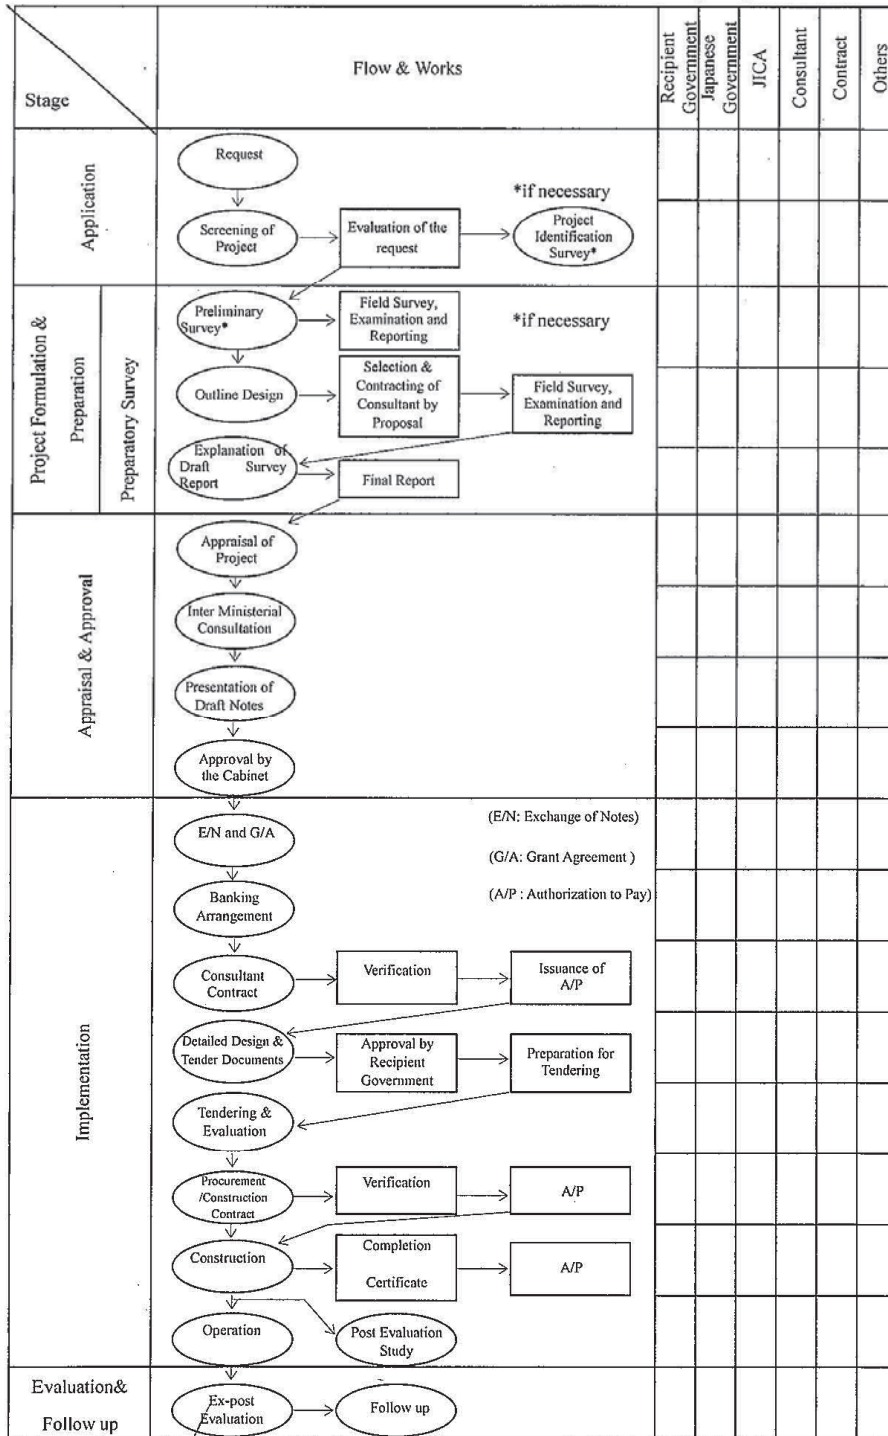 Stage
Flow & Works
Recipient
Government
Japanese
Government
JICA
Consultant
Contract
Others
Application
Request
Screening of
Project
Evaluation of the
request
*if necessary
Project
Identification
Survey*
Project Formulation &
Preparation
Preparatory Survey
Preliminary
Survey*
Field Survey,
Examination and
Reporting
*if necessary
Outline Design
Selection &
Contracting of
Consultant by
Proposal
Field Survey,
Examination and
Reporting
Explanation of
Draft Survey
Report
Final Report
Appraisal & Approval
Appraisal of
Project
Inter Ministerial
Consultation
Presentation of
Draft Notes
Approval by
the Cabinet
Implementation
E/N and G/A
(E/N: Exchange of Notes)
(G/A: Grant Agreement )
(A/P : Authorization to Pay)
Banking
Arrangement
Consultant
Contract
Verification
Issuance of
A/P
Detailed Design &
Tender Documents
Approval by
Recipient
Government
Preparation for
Tendering
Tendering &
Evaluation
Procurement
/Construction
Contract
Verification
A/P
Construction
Completion
Certificate
A/P
Operation
Post Evaluation
Study
Evaluation&
Follow up
Ex-post
Evaluation
Follow up